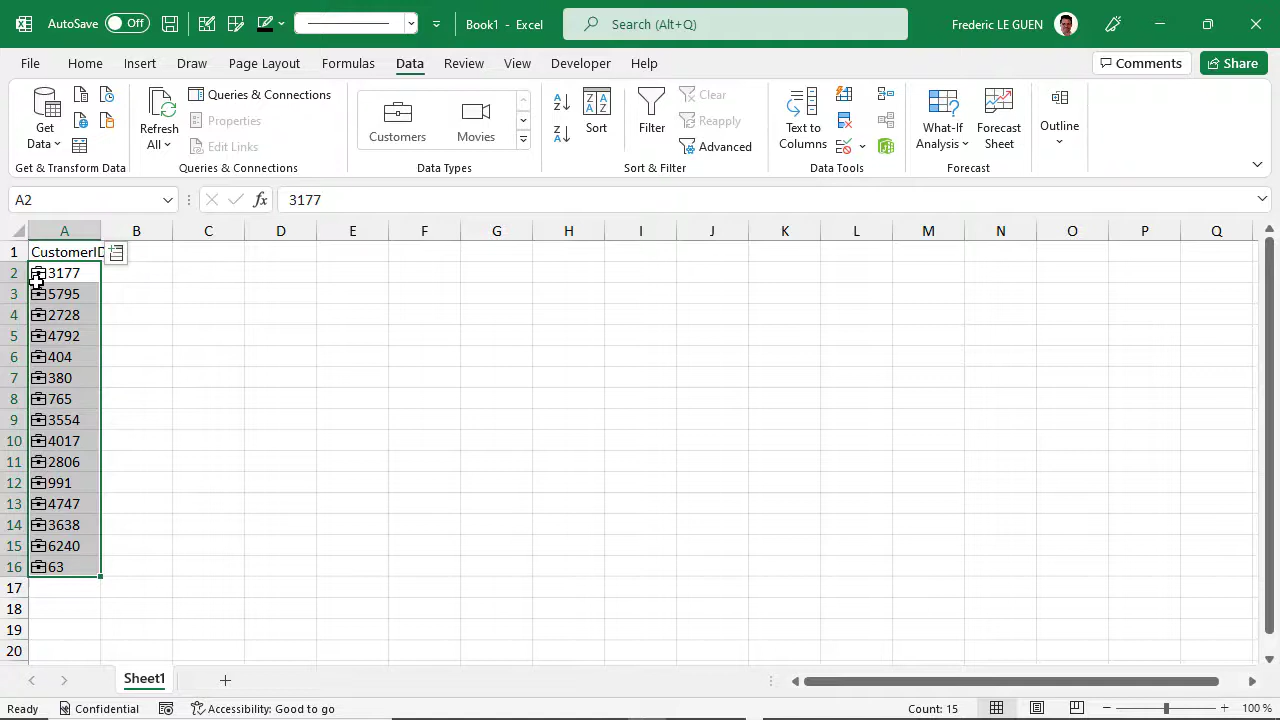 AutoSave Off Book1 - Excel Search (Alt+Q) Frederic LE GUEN
File Home Insert Draw Page Layout Formulas Data Review View Developer Help Comments Share
Get Data
Refresh All
Queries & Connections
Properties
Edit Links
Customers Movies
Sort
Filter
Clear
Reapply
Advanced
Text to Columns
What-If Analysis
Forecast Sheet
Outline
Get & Transform Data Queries & Connections Data Types Sort & Filter Data Tools Forecast
A2 fx 3177
A B C D E F G H I J K L M N O P Q
1 CustomerID
2 3177
3 5795
4 2728
5 4792
6 404
7 380
8 765
9 3554
10 4017
11 2806
12 991
13 4747
14 3638
15 6240
16 63
17
18
19
20
Sheet1
Ready Confidential Accessibility: Good to go Count: 15 100 %